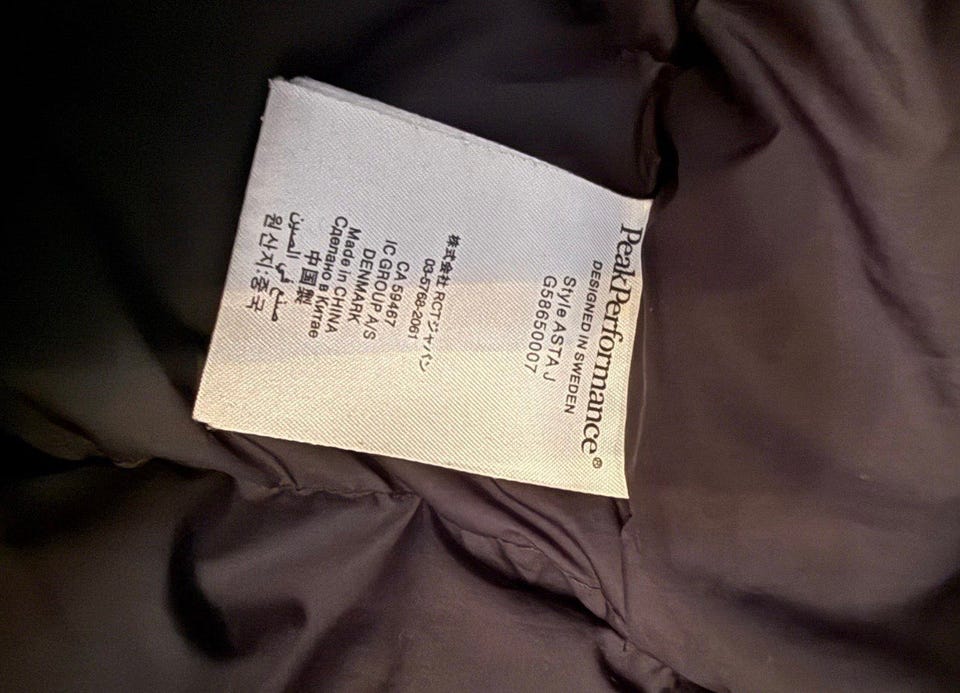 PeakPerformance®
DESIGNED IN SWEDEN
Style ASTA J
G58650007
株式会社 RCTジャパン
03-5768-2061
CA 59467
IC GROUP A/S
DENMARK
Made in CHINA
Сделано в Китае
中国製
صنع في الصين
원산지:중국